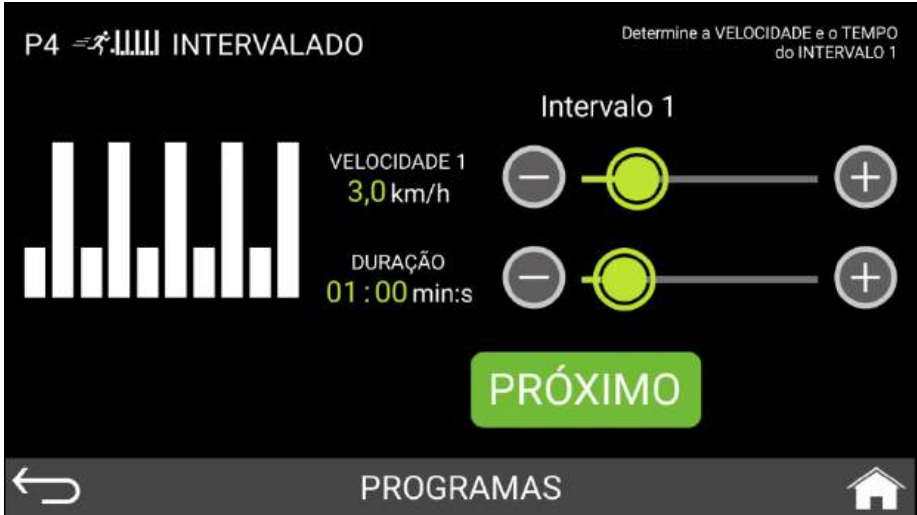 P4 INTERVALADO
Determine a VELOCIDADE e o TEMPO
do INTERVALO 1
Intervalo 1
VELOCIDADE 1
3,0 km/h
DURAÇÃO
01:00 min:s
PRÓXIMO
PROGRAMAS